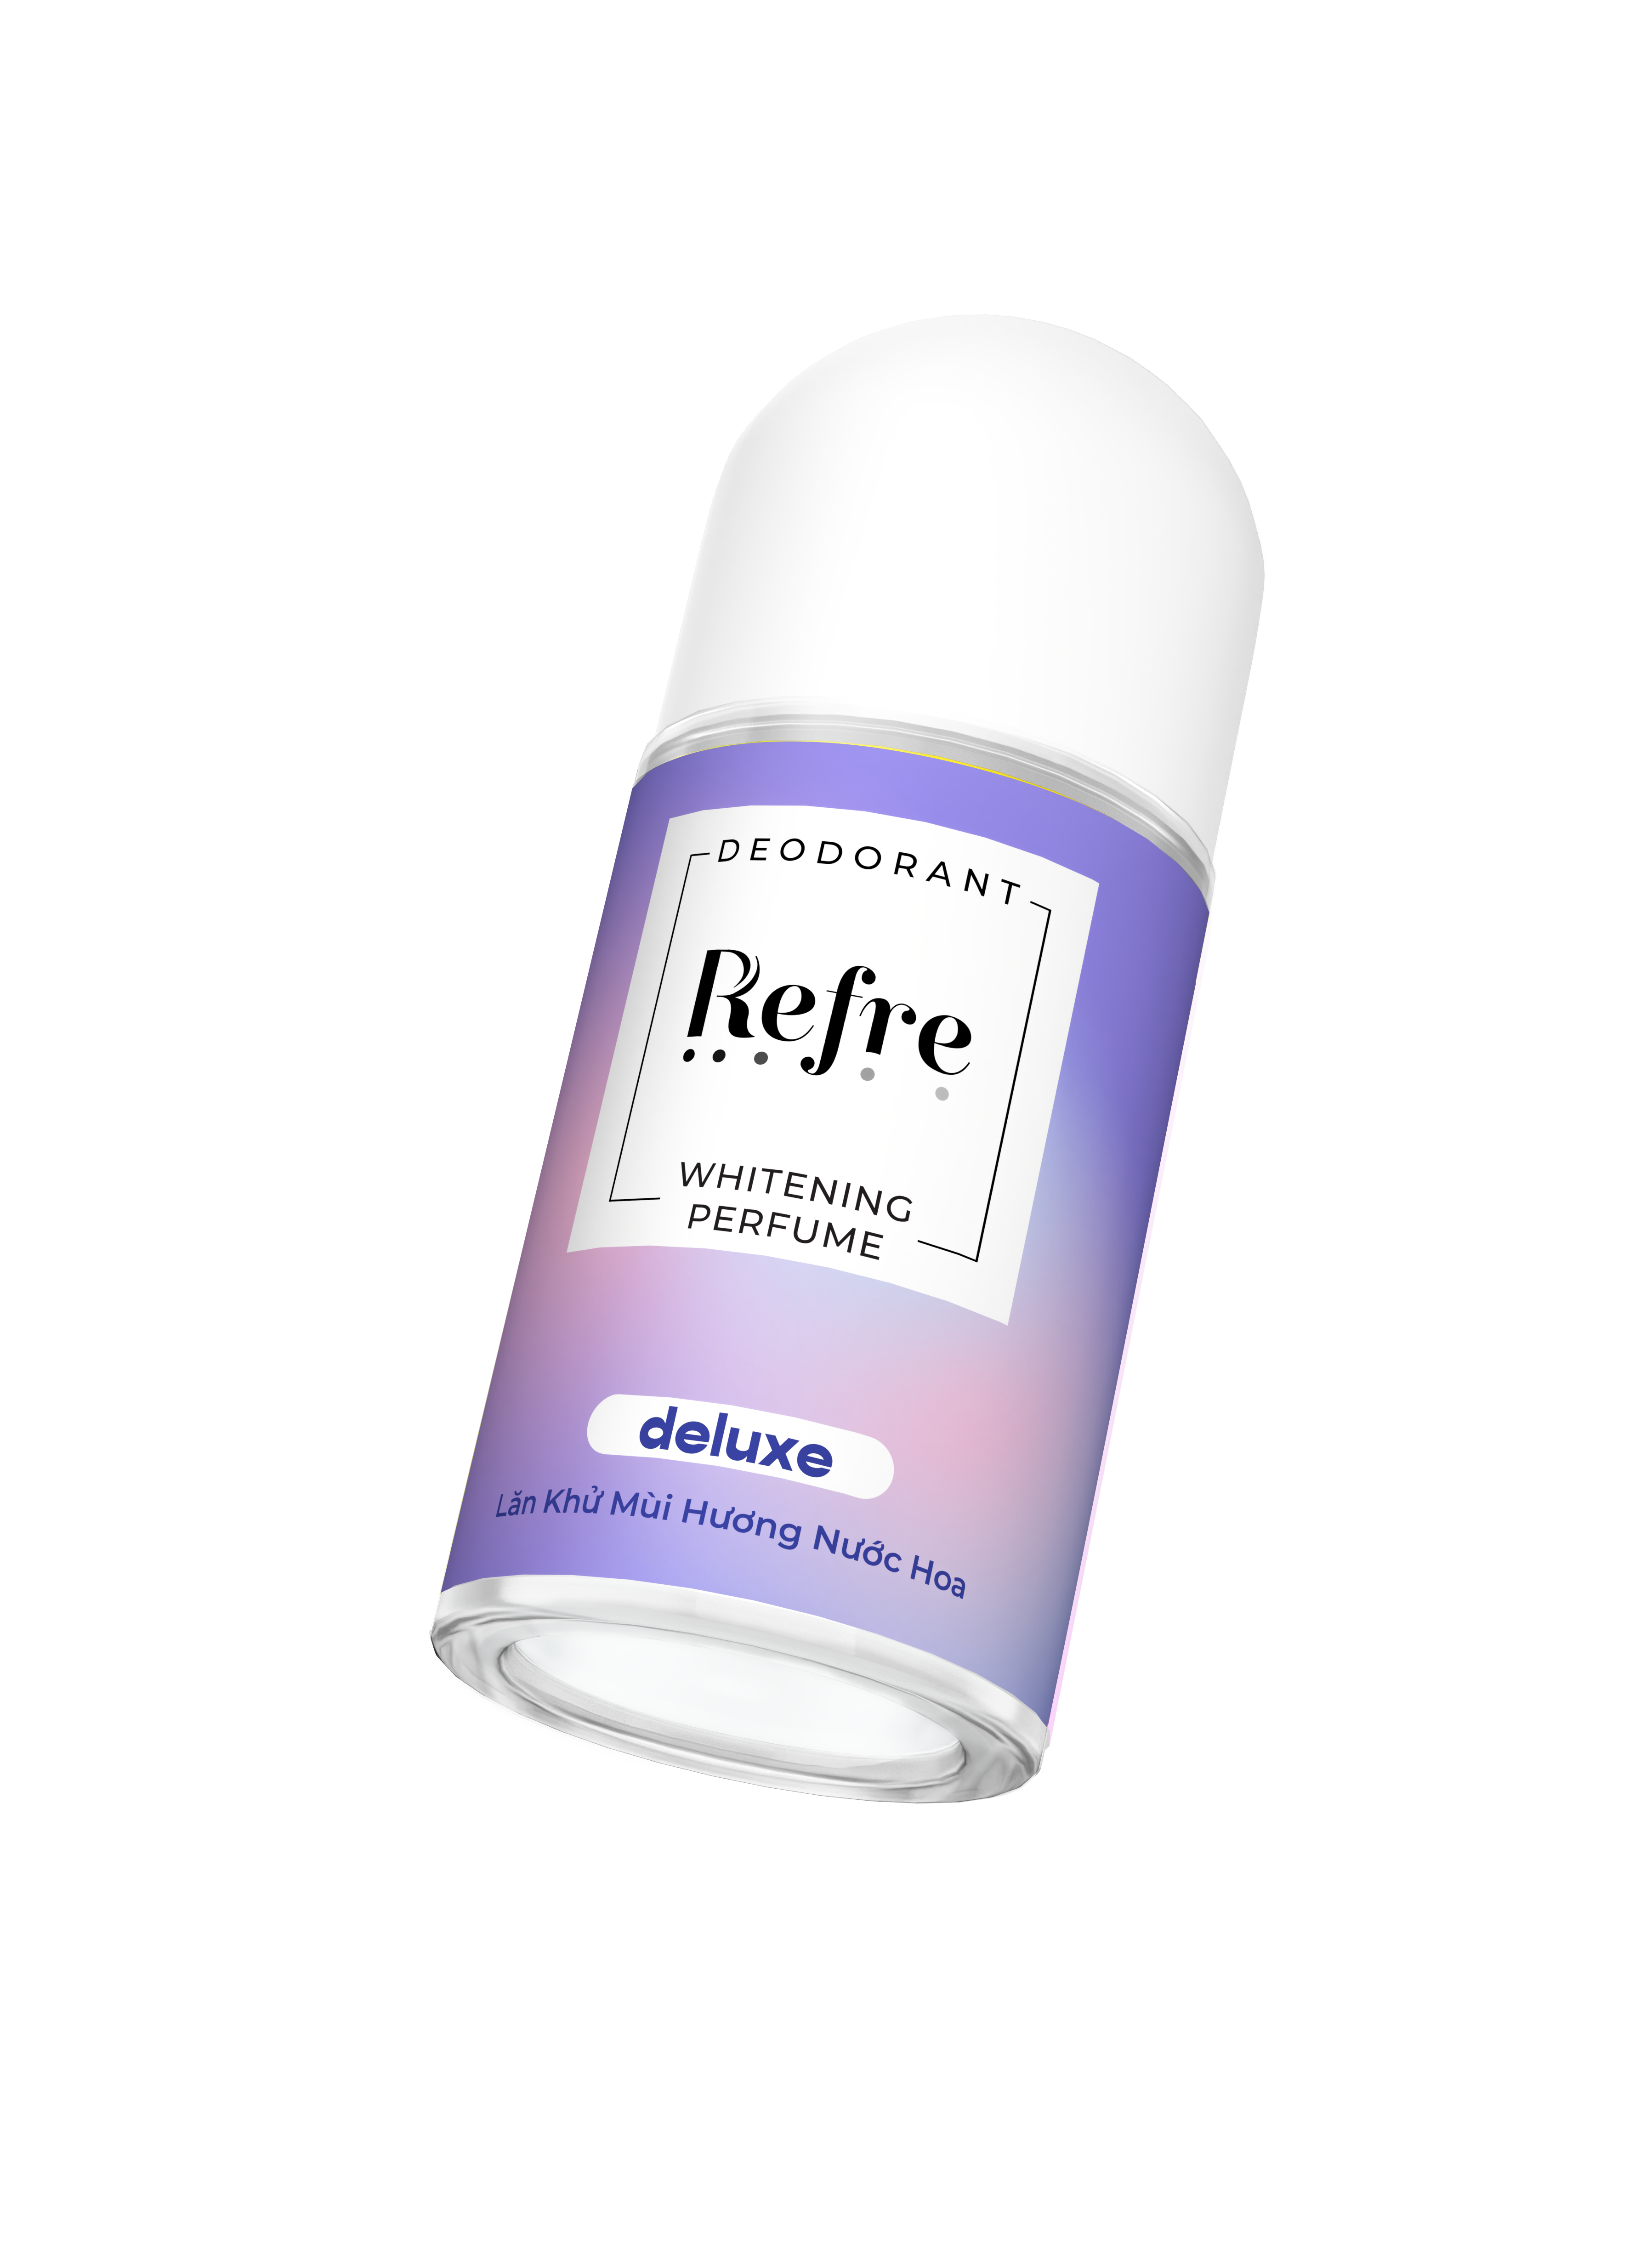 DEODORANT
Refre
WHITENING
PERFUME
deluxe
Lăn Khử Mùi Hương Nước Hoa